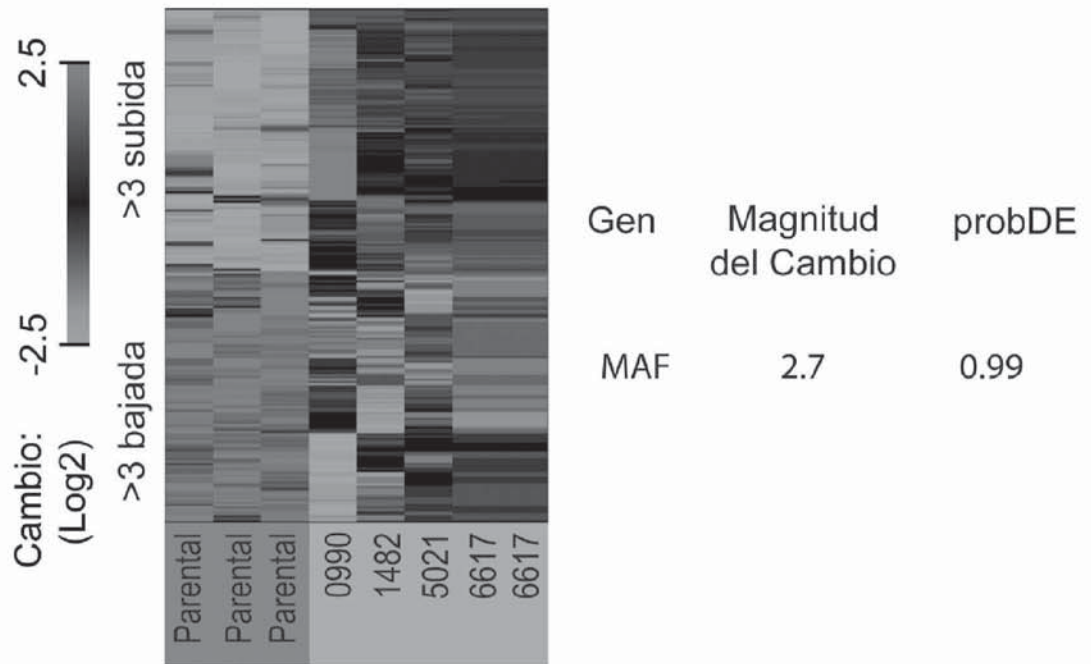 2.5
-2.5
Cambio:
(Log2)
>3 subida
>3 bajada
Parental
Parental
Parental
0990
1482
5021
6617
6617
Gen Magnitud del Cambio probDE
MAF 2.7 0.99